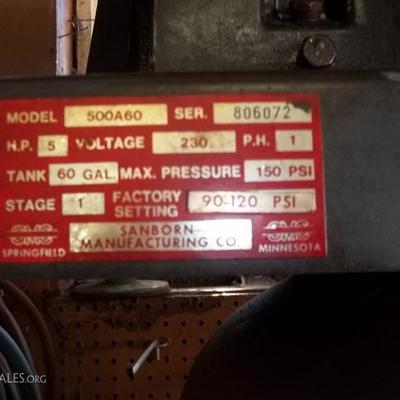 MODEL 500A60 SER. 806072
H.P. 5 VOLTAGE 230 P.H. 1
TANK 60 GAL. MAX. PRESSURE 150 PSI
STAGE 1 FACTORY SETTING 90-120 PSI
SANBORN
MANUFACTURING CO.
SPRINGFIELD MINNESOTA
ALES.ORG